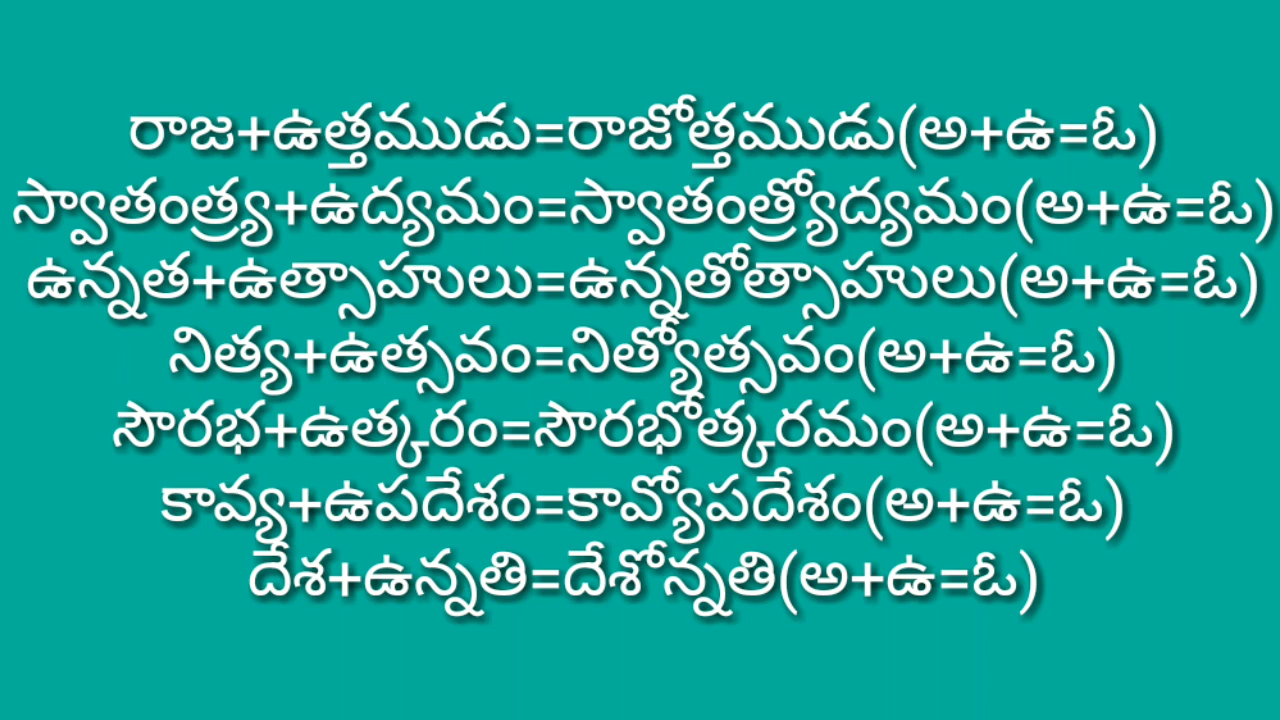 రాజ+ఉత్తముడు=రాజోత్తముడు(అ+ఉ=ఓ)
స్వాతంత్ర్య+ఉద్యమం=స్వాతంత్ర్యోద్యమం(అ+ఉ=ఓ)
ఉన్నత+ఉత్సాహులు=ఉన్నతోత్సాహులు(అ+ఉ=ఓ)
నిత్య+ఉత్సవం=నిత్యోత్సవం(అ+ఉ=ఓ)
సౌరభ+ఉత్కరం=సౌరభోత్కరమం(అ+ఉ=ఓ)
కావ్య+ఉపదేశం=కావ్యోపదేశం(అ+ఉ=ఓ)
దేశ+ఉన్నతి=దేశోన్నతి(అ+ఉ=ఓ)